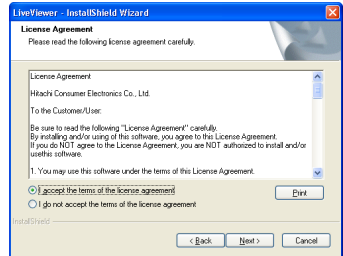 LiveViewer - InstallShield Wizard
License Agreement
Please read the following license agreement carefully.
License Agreement
Hitachi Consumer Electronics Co., Ltd.
To the Customer/User:
Be sure to read the following "License Agreement" carefully.
By installing and/or using of this software, you agree to this License Agreement.
If you do NOT agree to the License Agreement, you are NOT authorized to install and/or
usethis software.
1. You may use this software under the terms of this License Agreement.
I accept the terms of the license agreement
Print
I do not accept the terms of the license agreement
InstallShield
< Back
Next >
Cancel